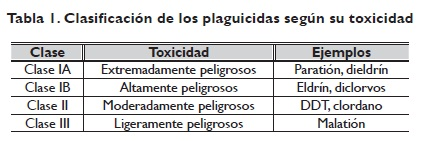 Tabla 1. Clasificación de los plaguicidas según su toxicidad
Clase Toxicidad Ejemplos
Clase IA Extremadamente peligrosos Paratión, dieldrín
Clase IB Altamente peligrosos Eldrín, diclorvos
Clase II Moderadamente peligrosos DDT, clordano
Clase III Ligeramente peligrosos Malatión